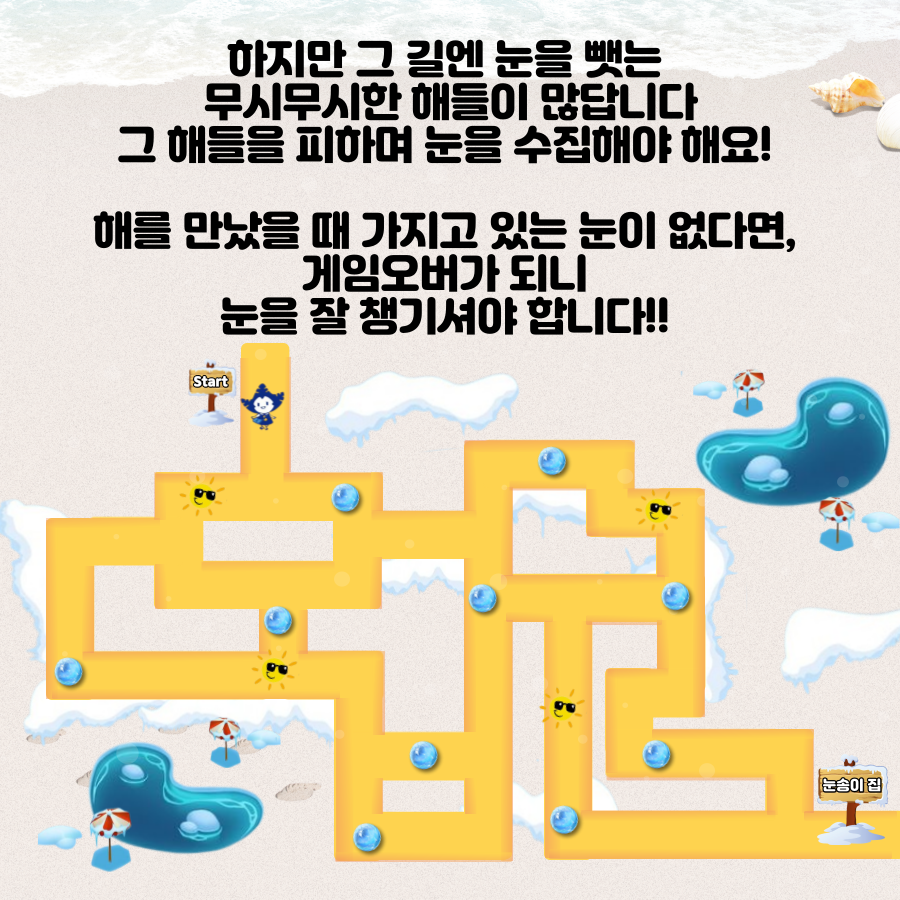 하지만 그 길엔 눈을 뺏는
무시무시한 해들이 많답니다
그 해들을 피하며 눈을 수집해야 해요!
해를 만났을 때 가지고 있는 눈이 없다면,
게임오버가 되니
눈을 잘 챙기셔야 합니다!!
Start
눈송이 집